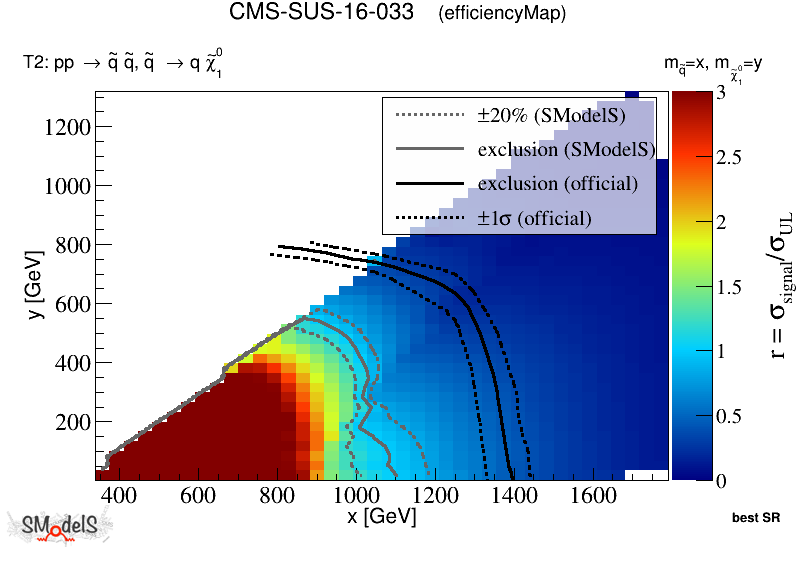 CMS-SUS-16-033 (efficiencyMap)
T2: pp → q̃ q̃, q̃ → q χ̃₁⁰
m_q̃=x, m_χ̃₁⁰=y
±20% (SModelS)
exclusion (SModelS)
exclusion (official)
±1σ (official)
1200
1000
800
600
400
200
y [GeV]
400 600 800 1000 1200 1400 1600
x [GeV]
3
2.5
2
1.5
1
0.5
0
r = σ_signal/σ_UL
best SR
SModelS